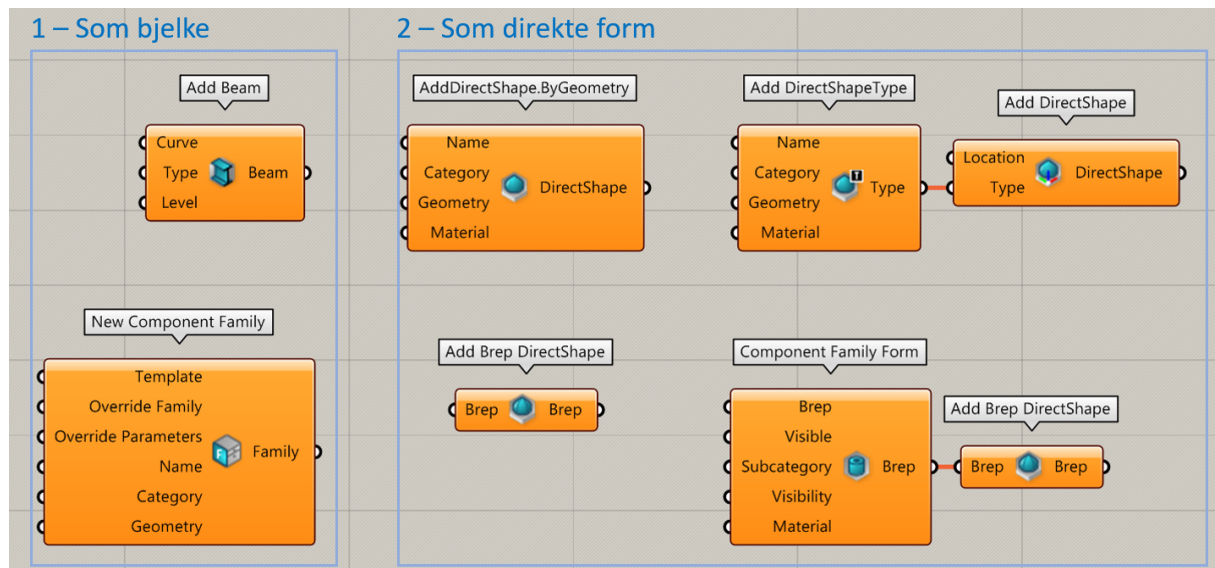 1 – Som bjelke
2 – Som direkte form
Add Beam
Curve
Type
Level
Beam
New Component Family
Template
Override Family
Override Parameters
Name
Category
Geometry
Family
AddDirectShape.ByGeometry
Name
Category
Geometry
Material
DirectShape
Add DirectShapeType
Name
Category
Geometry
Material
T
Type
Add DirectShape
Location
Type
DirectShape
Add Brep DirectShape
Brep
Brep
Component Family Form
Brep
Visible
Subcategory
Visibility
Material
Brep
Add Brep DirectShape
Brep
Brep